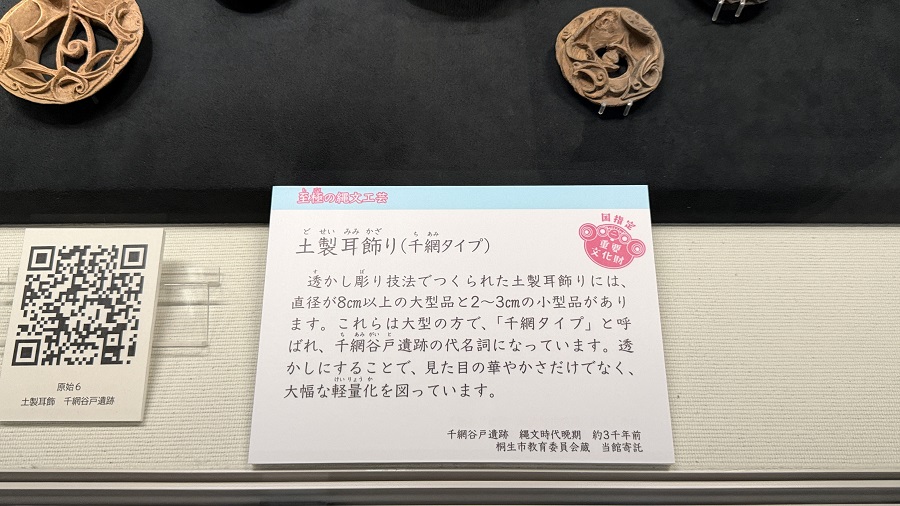 至極の縄文工芸
土製耳飾り(千網タイプ)
国指定
重要
文化財
透かし彫り技法でつくられた土製耳飾りには、
直径が8cm以上の大型品と2〜3cmの小型品があり
ます。これらは大型の方で、「千網タイプ」と呼
ばれ、千網谷戸遺跡の代名詞になっています。透
かしにすることで、見た目の華やかさだけでなく、
大幅な軽量化を図っています。
千網谷戸遺跡 縄文時代晩期 約3千年前
桐生市教育委員会蔵 当館寄託
原始6
土製耳飾 千網谷戸遺跡